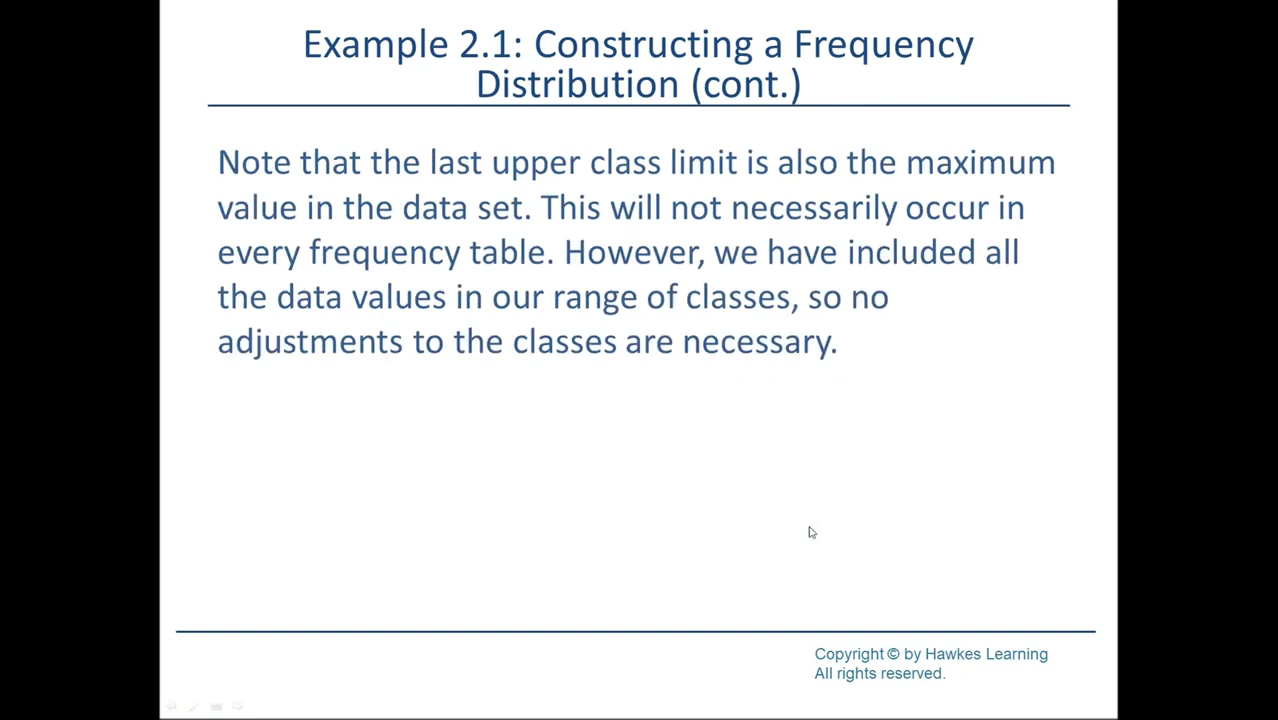 Example 2.1: Constructing a Frequency
Distribution (cont.)
Note that the last upper class limit is also the maximum
value in the data set. This will not necessarily occur in
every frequency table. However, we have included all
the data values in our range of classes, so no
adjustments to the classes are necessary.
Copyright © by Hawkes Learning
All rights reserved.